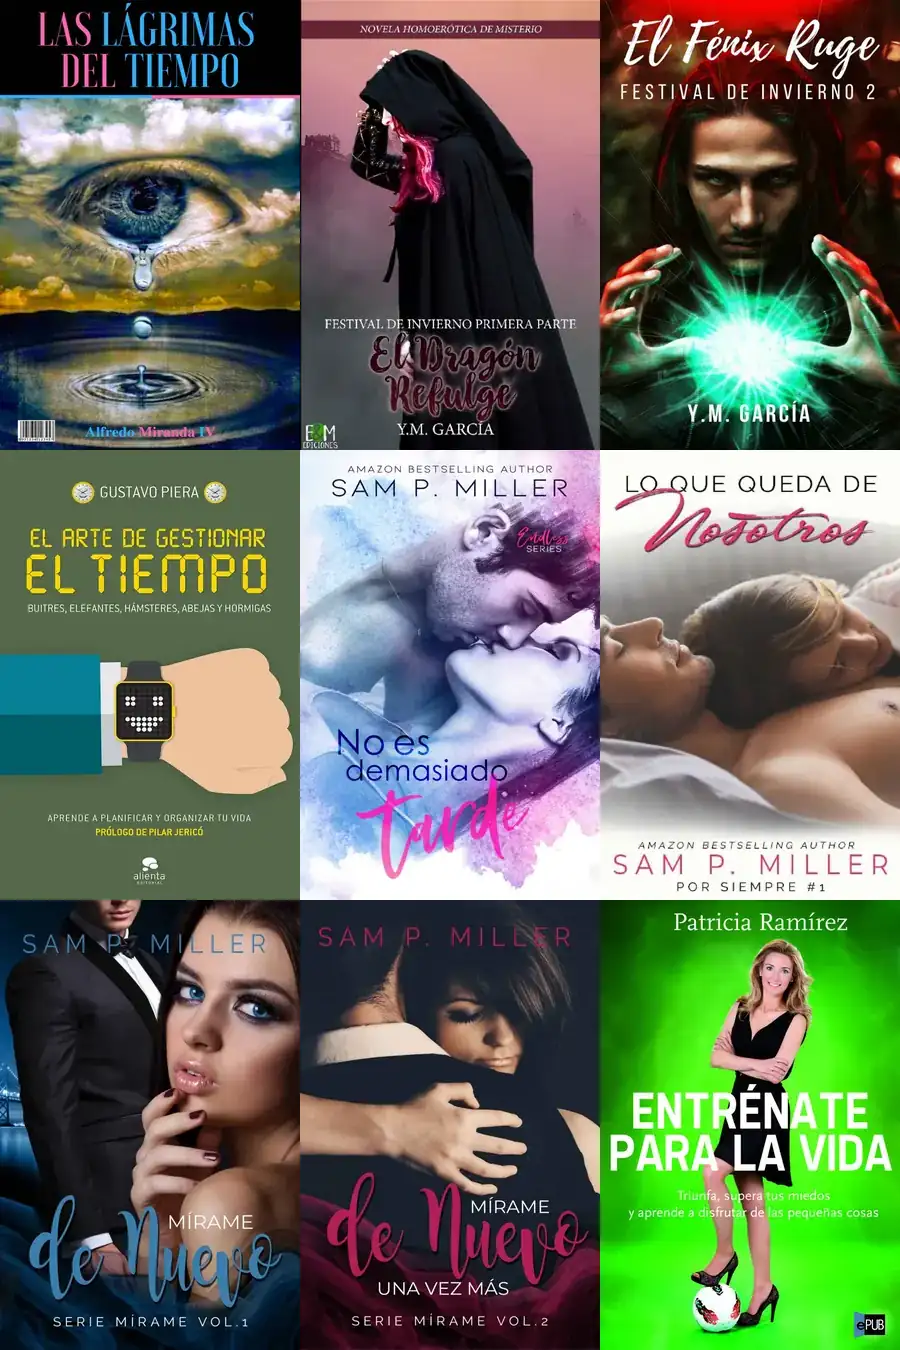 LAS LÁGRIMAS
DEL TIEMPO
Alfredo Miranda IV
NOVELA HOMOERÓTICA DE MISTERIO
FESTIVAL DE INVIERNO PRIMERA PARTE
El Dragón
Refulge
Y.M. GARCÍA
EDICIONES
El Fénix Ruge
FESTIVAL DE INVIERNO 2
Y.M. GARCÍA
GUSTAVO PIERA
EL ARTE DE GESTIONAR
EL TIEMPO
BUITRES, ELEFANTES, HÁMSTERES, ABEJAS Y HORMIGAS
APRENDE A PLANIFICAR Y ORGANIZAR TU VIDA
PRÓLOGO DE PILAR JERICÓ
alienta
EDITORIAL
AMAZON BESTSELLING AUTHOR
SAM P. MILLER
Endless
SERIES
No es
demasiado
tarde
LO QUE QUEDA DE
Nosotros
AMAZON BESTSELLING AUTHOR
SAM P. MILLER
POR SIEMPRE #1
SAM P. MILLER
MÍRAME
de Nuevo
SERIE MÍRAME VOL.1
SAM P. MILLER
MÍRAME
de Nuevo
UNA VEZ MÁS
SERIE MÍRAME VOL.2
Patricia Ramírez
ENTRÉNATE
PARA LA VIDA
Triunfa, supera tus miedos
y aprende a disfrutar de las pequeñas cosas
ePUB